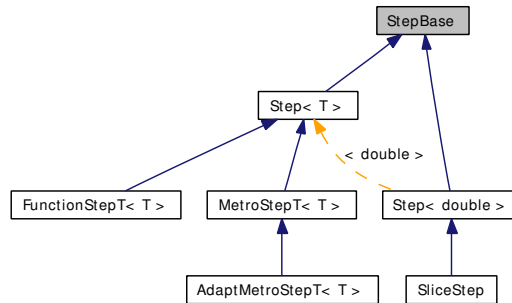 StepBase
Step< T >
< double >
FunctionStepT< T >
MetroStepT< T >
Step< double >
AdaptMetroStepT< T >
SliceStep